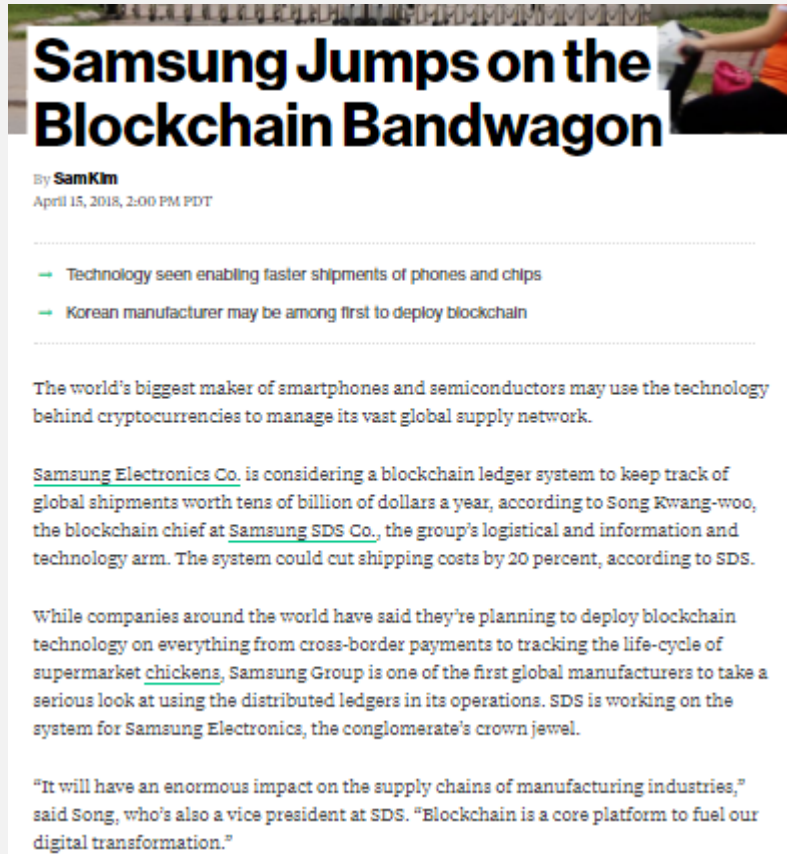 Samsung Jumps on the
Blockchain Bandwagon
By Sam Kim
April 15, 2018, 2:00 PM PDT
→ Technology seen enabling faster shipments of phones and chips
→ Korean manufacturer may be among first to deploy blockchain
The world's biggest maker of smartphones and semiconductors may use the technology
behind cryptocurrencies to manage its vast global supply network.
Samsung Electronics Co. is considering a blockchain ledger system to keep track of
global shipments worth tens of billion of dollars a year, according to Song Kwang-woo,
the blockchain chief at Samsung SDS Co., the group's logistical and information and
technology arm. The system could cut shipping costs by 20 percent, according to SDS.
While companies around the world have said they're planning to deploy blockchain
technology on everything from cross-border payments to tracking the life-cycle of
supermarket chickens, Samsung Group is one of the first global manufacturers to take a
serious look at using the distributed ledgers in its operations. SDS is working on the
system for Samsung Electronics, the conglomerate's crown jewel.
"It will have an enormous impact on the supply chains of manufacturing industries,"
said Song, who's also a vice president at SDS. "Blockchain is a core platform to fuel our
digital transformation."